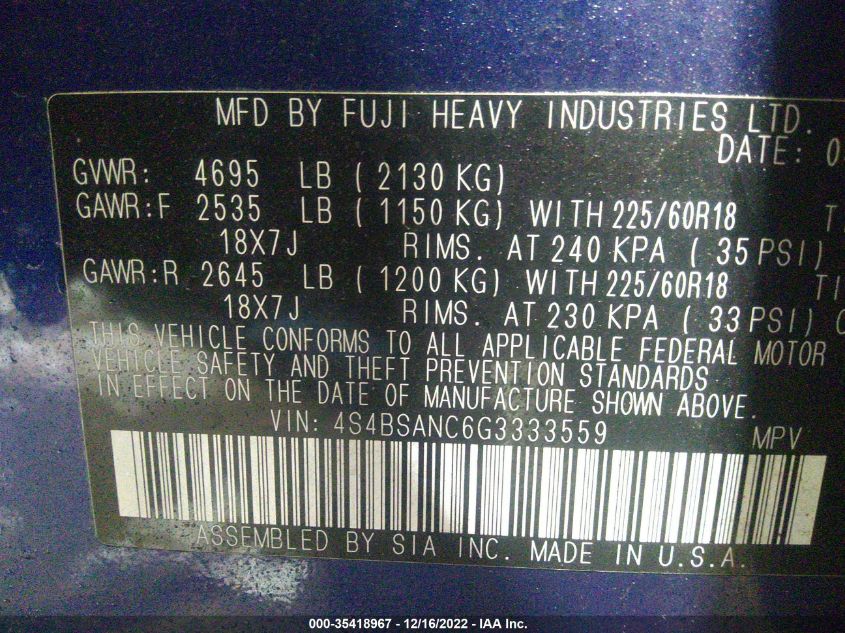 MFD BY FUJI HEAVY INDUSTRIES LTD.
DATE: 0
GVWR: 4695 LB ( 2130 KG)
GAWR:F 2535 LB ( 1150 KG) WITH 225/60R18
18X7J RIMS. AT 240 KPA ( 35 PSI)
GAWR:R 2645 LB ( 1200 KG) WITH 225/60R18 TI
18X7J RIMS. AT 230 KPA ( 33 PSI)
THIS VEHICLE CONFORMS TO ALL APPLICABLE FEDERAL MOTOR
VEHICLE SAFETY AND THEFT PREVENTION STANDARDS
IN EFFECT ON THE DATE OF MANUFACTURE SHOWN ABOVE.
VIN: 4S4BSANC6G3333559 MPV
ASSEMBLED BY SIA INC. MADE IN U.S.A.
000-35418967 - 12/16/2022 - IAA Inc.